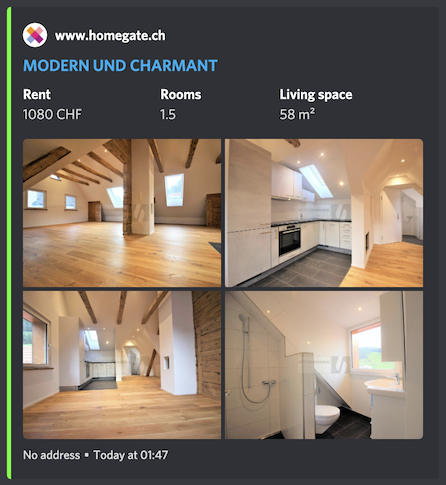 www.homegate.ch
MODERN UND CHARMANT
Rent Rooms Living space
1080 CHF 1.5 58 m²
No address • Today at 01:47